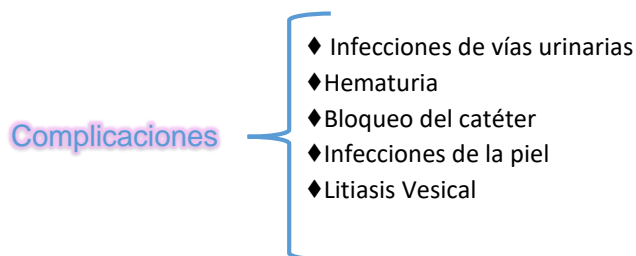 Complicaciones
♦ Infecciones de vías urinarias
♦Hematuria
♦Bloqueo del catéter
♦Infecciones de la piel
♦Litiasis Vesical